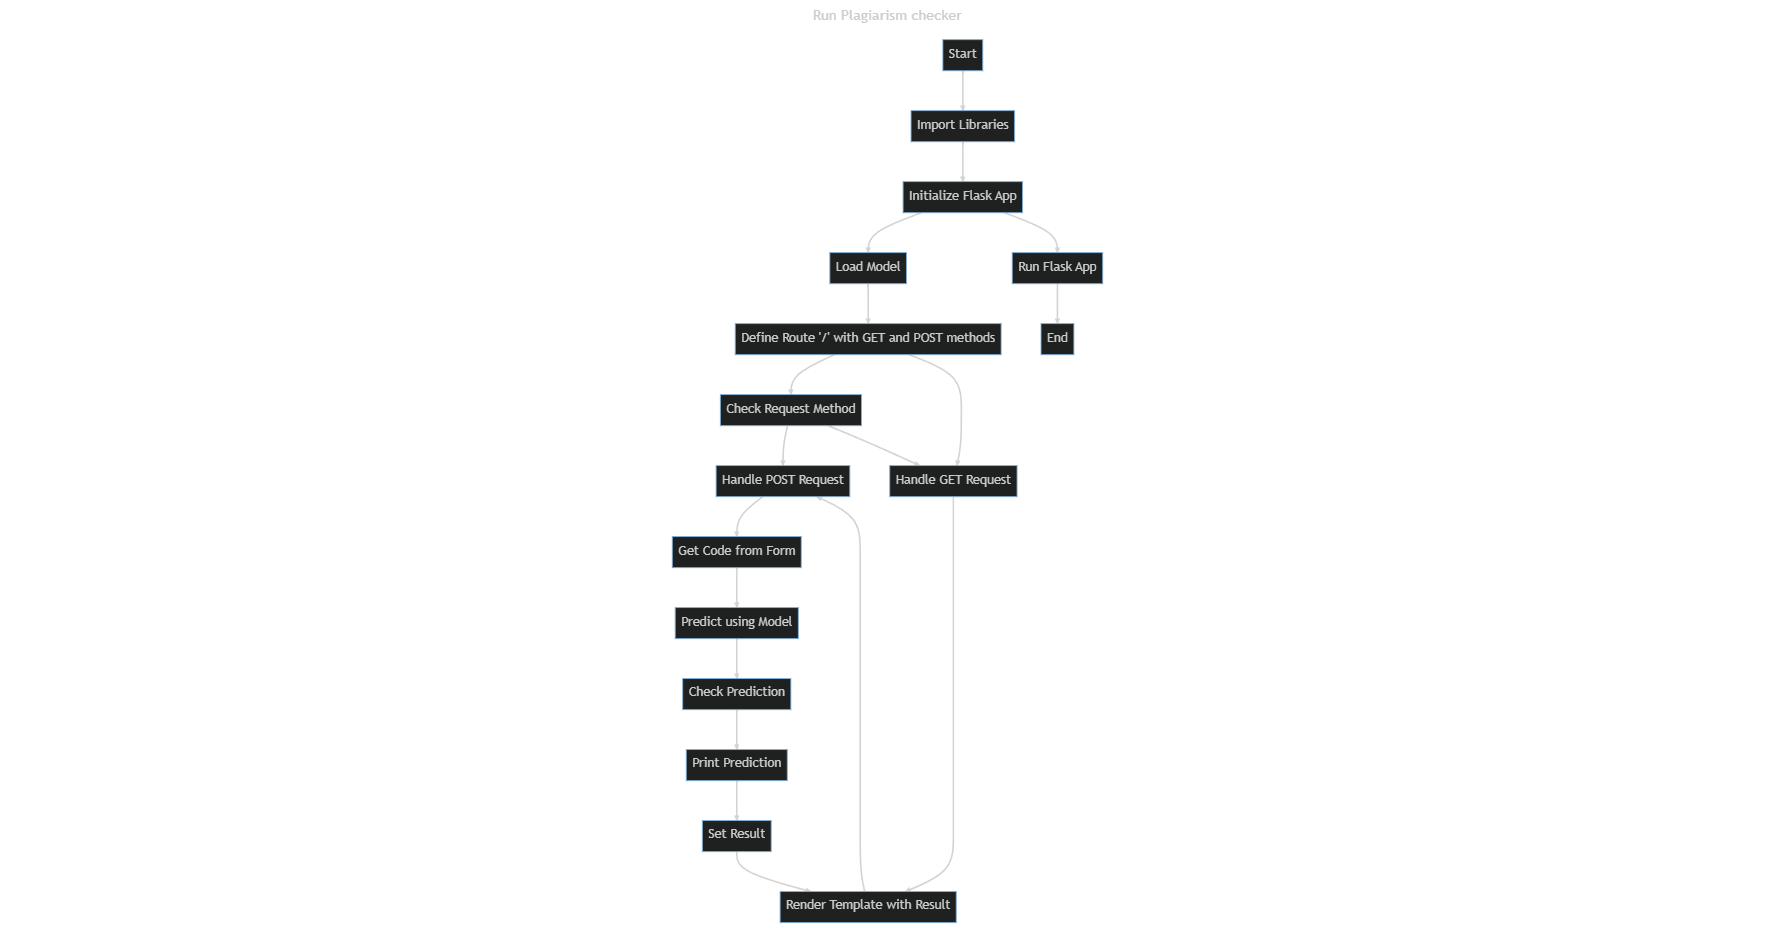 Run Plagiarism checker
Start
Import Libraries
Initialize Flask App
Load Model
Run Flask App
Define Route '/' with GET and POST methods
End
Check Request Method
Handle POST Request
Handle GET Request
Get Code from Form
Predict using Model
Check Prediction
Print Prediction
Set Result
Render Template with Result